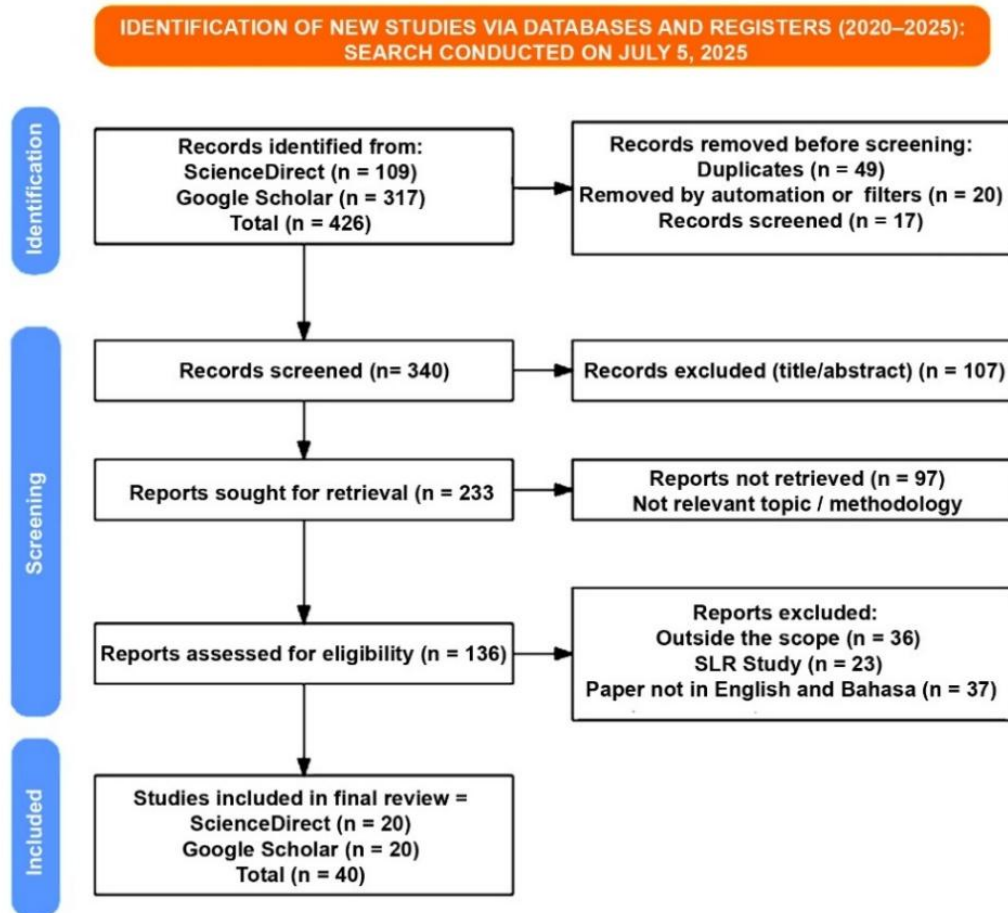 IDENTIFICATION OF NEW STUDIES VIA DATABASES AND REGISTERS (2020–2025):
SEARCH CONDUCTED ON JULY 5, 2025
Identification
Records identified from:
ScienceDirect (n = 109)
Google Scholar (n = 317)
Total (n = 426)
Records removed before screening:
Duplicates (n = 49)
Removed by automation or filters (n = 20)
Records screened (n = 17)
Screening
Records screened (n= 340)
Records excluded (title/abstract) (n = 107)
Reports sought for retrieval (n = 233
Reports not retrieved (n = 97)
Not relevant topic / methodology
Reports assessed for eligibility (n = 136)
Reports excluded:
Outside the scope (n = 36)
SLR Study (n = 23)
Paper not in English and Bahasa (n = 37)
Included
Studies included in final review =
ScienceDirect (n = 20)
Google Scholar (n = 20)
Total (n = 40)